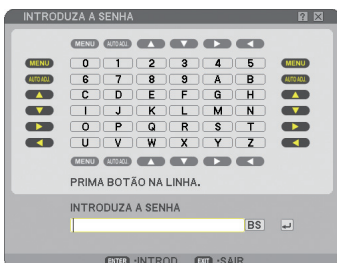 INTRODUZA A SENHA
MENU AUTO ADJ.
MENU 0 1 2 3 4 5 MENU
AUTO ADJ. 6 7 8 9 A B AUTO ADJ.
C D E F G H
I J K L M N
O P Q R S T
U V W X Y Z
MENU AUTO ADJ.
PRIMA BOTÃO NA LINHA.
INTRODUZA A SENHA
BS
ENTER :INTROD. EXIT :SAIR